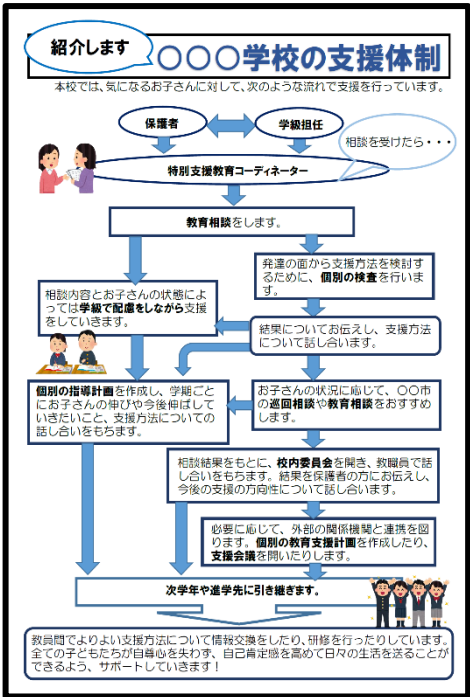 紹介します
〇〇〇学校の支援体制
本校では、気になるお子さんに対して、次のような流れで支援を行っています。
保護者
学級担任
相談を受けたら・・・
特別支援教育コーディネーター
教育相談をします。
発達の面から支援方法を検討す
るために、個別の検査を行いま
す。
相談内容とお子さんの状態によ
っては学級で配慮をしながら支援
をしていきます。
結果についてお伝えし、支援方法
について話し合います。
個別の指導計画を作成し、学期ごと
にお子さんの伸びや今後伸ばして
いきたいこと、支援方法についての
話し合いをもちます。
お子さんの状況に応じて、〇〇市
の巡回相談や教育相談をおすすめ
します。
相談結果をもとに、校内委員会を開き、教職員で話
し合いをもちます。結果を保護者の方にお伝えし、
今後の支援の方向性について話し合います。
必要に応じて、外部の関係機関と連携を図
ります。個別の教育支援計画を作成したり、
支援会議を開いたりします。
次学年や進学先に引き継ぎます。
教員間でよりよい支援方法について情報交換をしたり、研修を行ったりしています。
全ての子どもたちが自尊心を失わず、自己肯定感を高めて日々の生活を送ることが
できるよう、サポートしていきます！